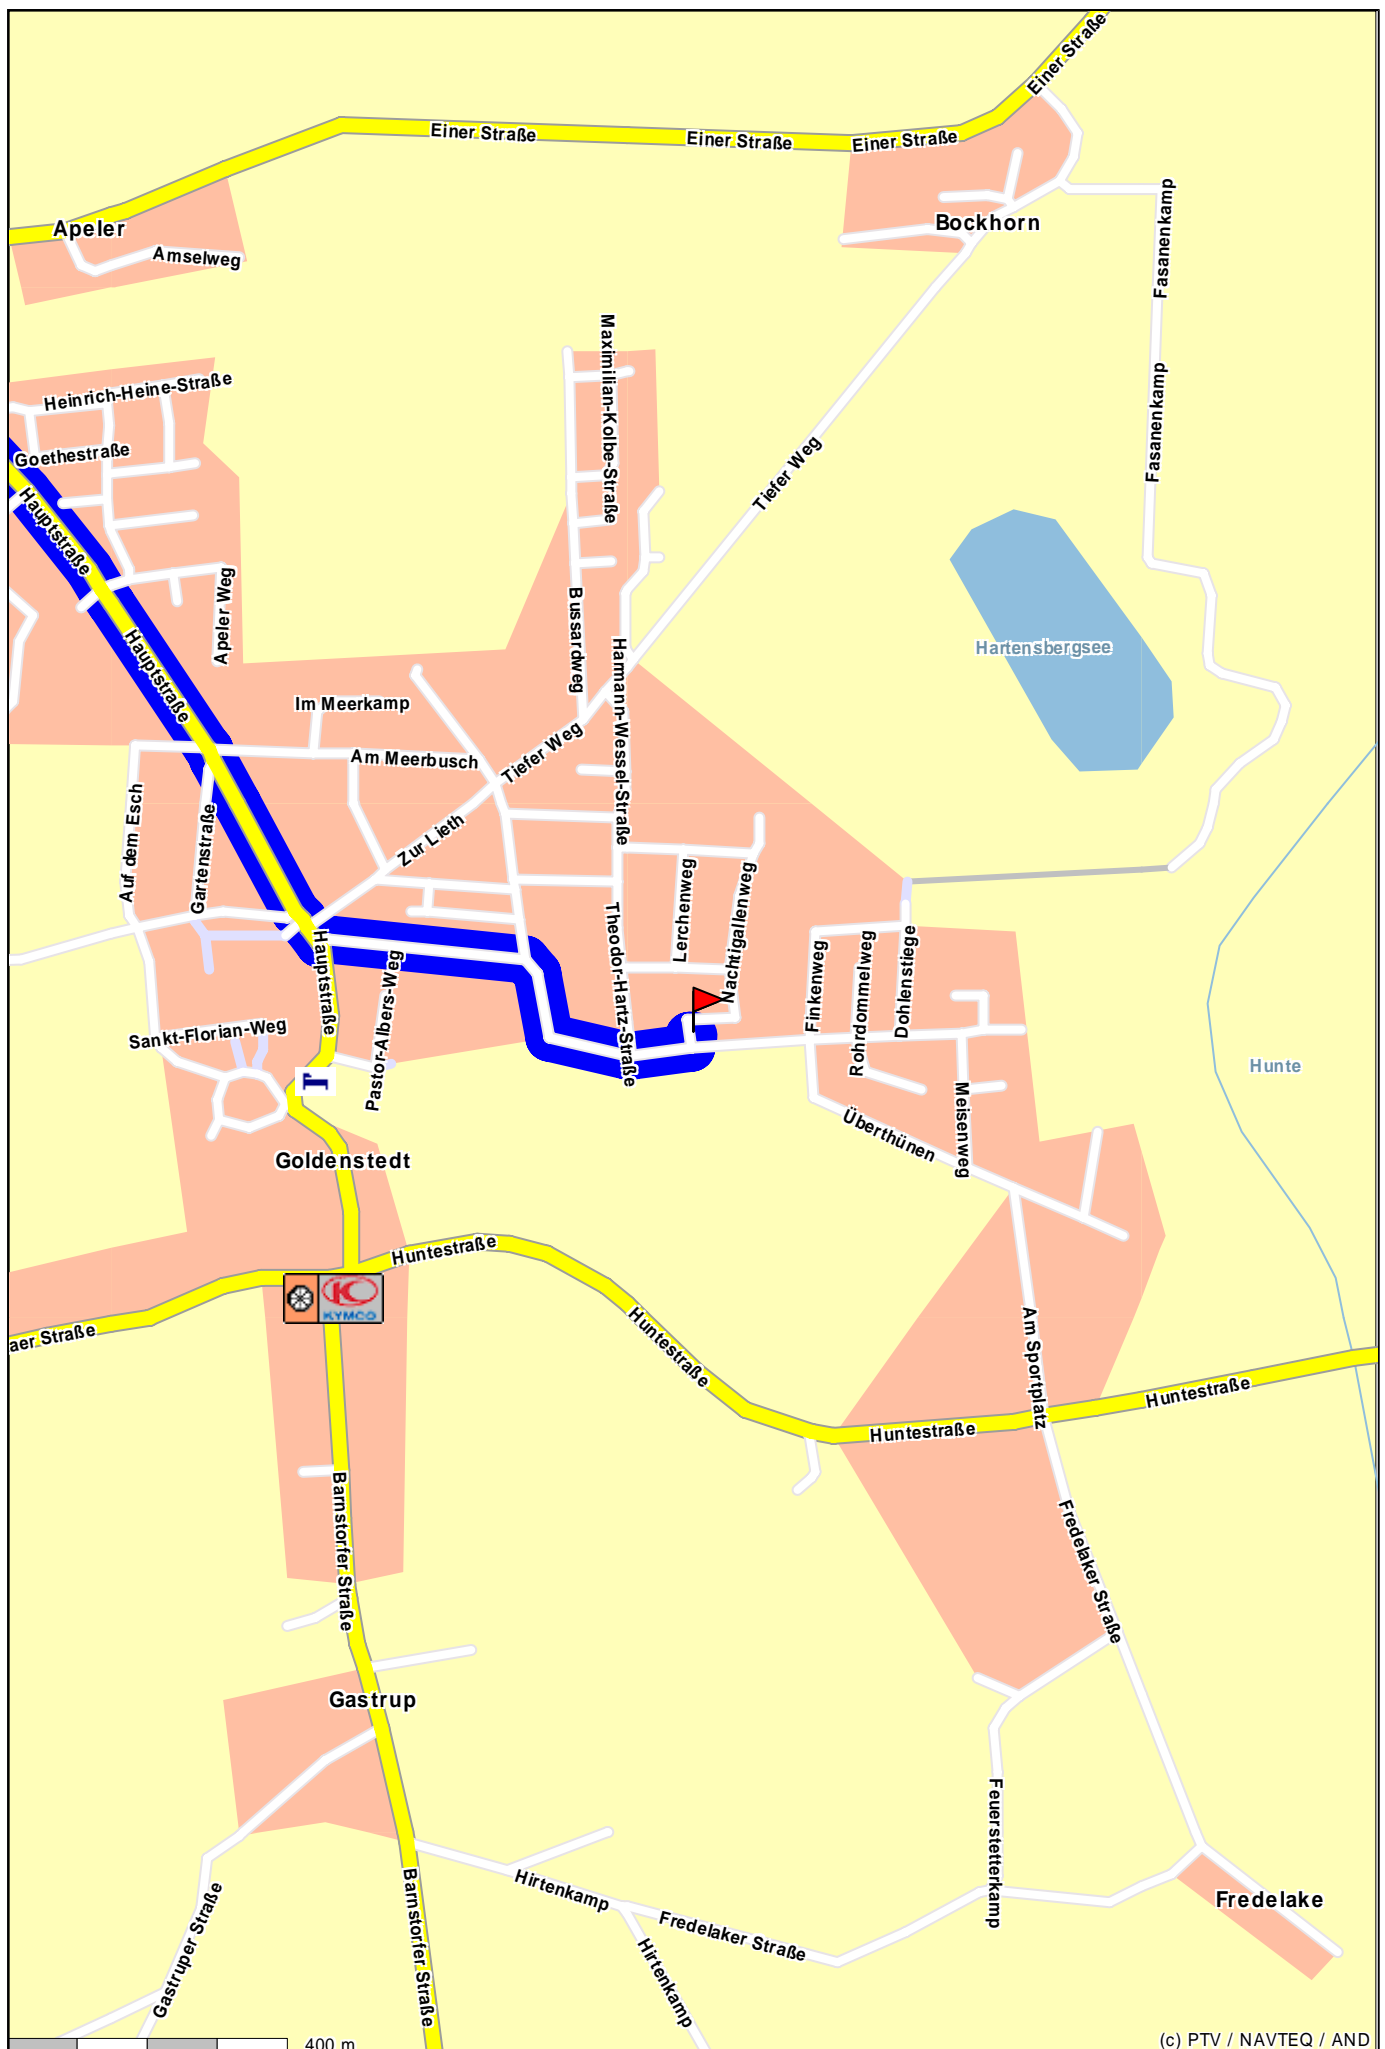 Einer Straße
Einer Straße
Einer Straße
Einer Straße
Apeler
Amselweg
Bockhorn
Fasanenkamp
Fasanenkamp
Heinrich-Heine-Straße
Goethestraße
Hauptstraße
Maximilian-Kolbe-Straße
Tiefer Weg
Apeler Weg
Bussardweg
Hauptstraße
Hartensbergsee
Harmann-Wessel-Straße
Im Meerkamp
Am Meerbusch
Tiefer Weg
Auf dem Esch
Gartenstraße
Zur Lieth
Lerchenweg
Nachtigallenweg
Theodor-Hartz-Straße
Hauptstraße
Pastor-Albers-Weg
Finkenweg
Rohrdommelweg
Dohlenstiege
Sankt-Florian-Weg
Hunte
Meisenweg
Überthünen
Goldenstedt
Huntestraße
KYMCO
aer Straße
Huntestraße
Am Sportplatz
Huntestraße
Huntestraße
Barnstorfer Straße
Fredelaker Straße
Gastrup
Feuerstetterkamp
Hirtenkamp
Fredelaker Straße
Fredelake
Barnstorfer Straße
Gastruper Straße
Hirtenkamp
400 m
(c) PTV / NAVTEQ / AND